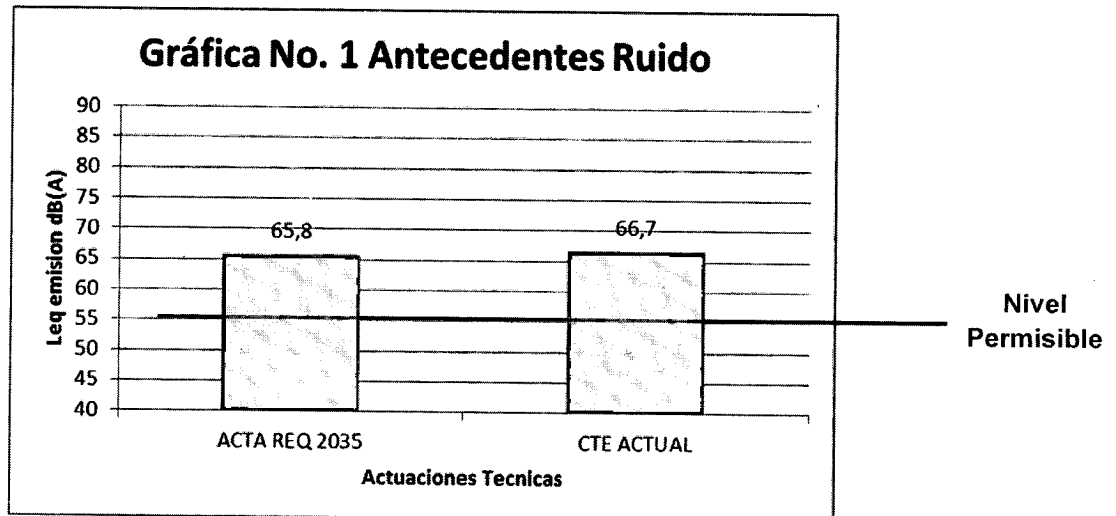 Gráfica No. 1 Antecedentes Ruido
90
85
80
75
70
65
60
55
50
45
40
Leq emision dB(A)
65,8
66,7
ACTA REQ 2035
CTE ACTUAL
Actuaciones Tecnicas
Nivel
Permisible